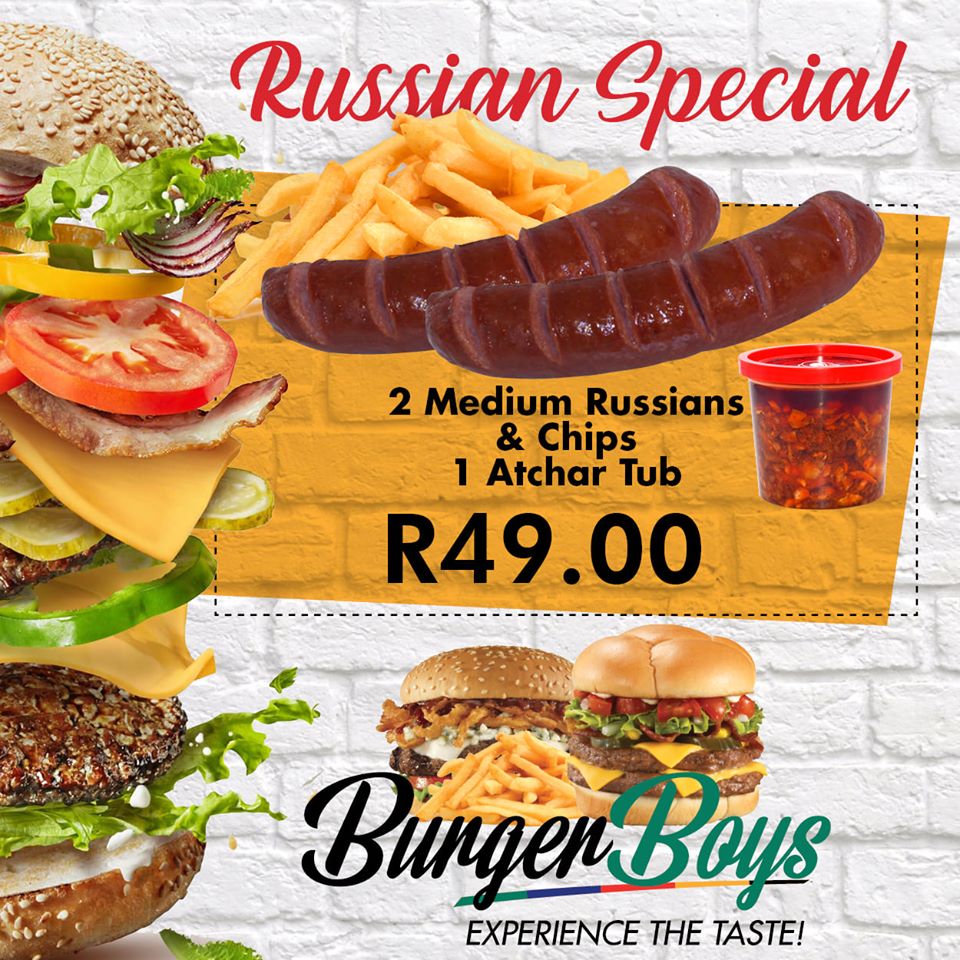 Russian Special
2 Medium Russians
& Chips
1 Atchar Tub
R49.00
BurgerBoys
EXPERIENCE THE TASTE!